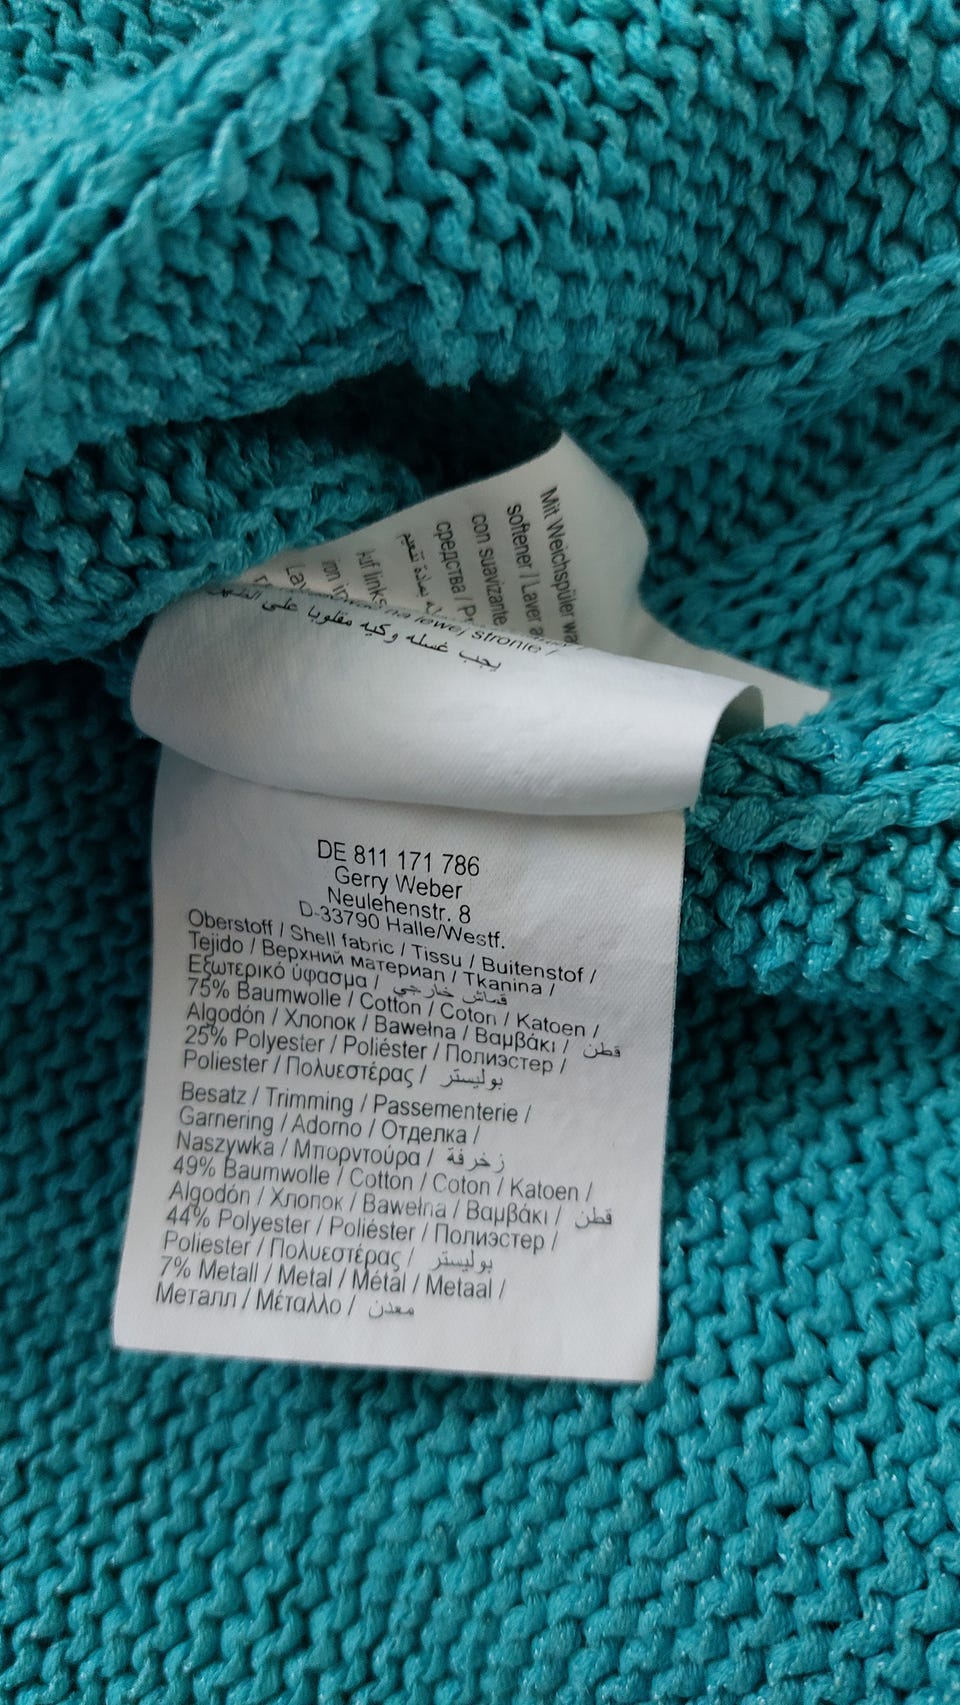 Mit Weichspüler
softener / Laver
con suavizante
средства /
auf links
lewej stronie /
يجب غسله وكيه مقلوبا على
DE 811 171 786
Gerry Weber
Neulehenstr. 8
D-33790 Halle/Westf.
Oberstoff / Shell fabric / Tissu / Buitenstof /
Tejido / Верхний материал / Tkanina /
Εξωτερικό ύφασμα / قماش خارجي
75% Baumwolle / Cotton / Coton / Katoen /
Algodón / Хлопок / Bawełna / Βαμβάκι / قطن
25% Polyester / Poliéster / Полиэстер /
Poliester / Πολυεστέρας / بوليستر
Besatz / Trimming / Passementerie /
Garnering / Adorno / Отделка /
Naszywka / Μπορντούρα / زخرفة
49% Baumwolle / Cotton / Coton / Katoen /
Algodón / Хлопок / Bawełna / Βαμβάκι / قطن
44% Polyester / Poliéster / Полиэстер /
Poliester / Πολυεστέρας / بوليستر
7% Metall / Metal / Métal / Metaal /
Металл / Μέταλλο / معدن